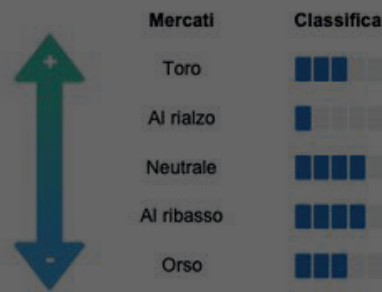 Mercati Classifica
+
Toro
Al rialzo
Neutrale
Al ribasso
Orso
-